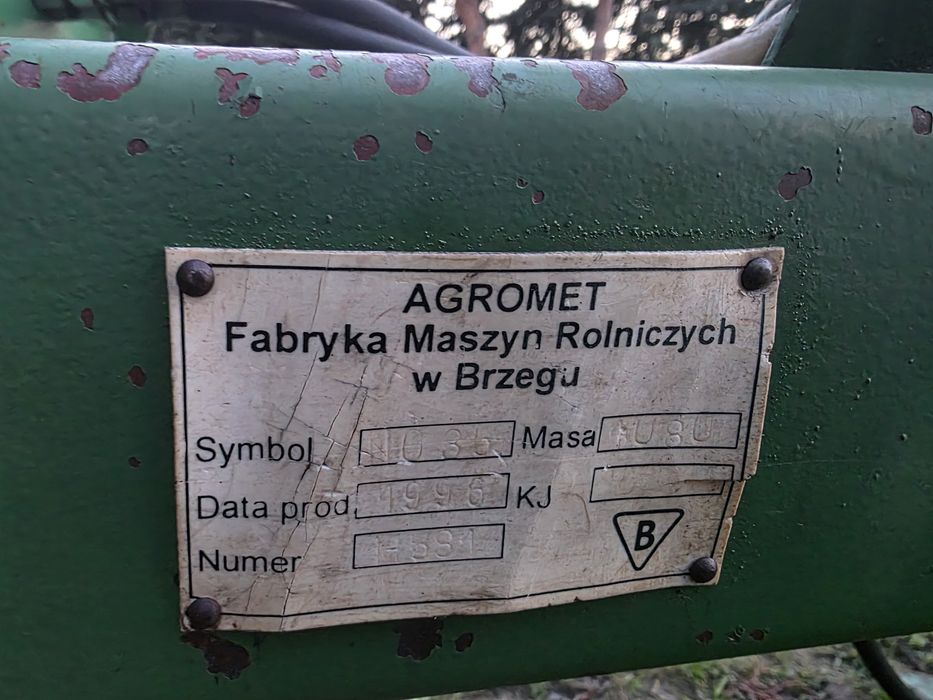 AGROMET
Fabryka Maszyn Rolniczych
w Brzegu
Symbol Masa
Data prod. 1996 KJ
Numer
B